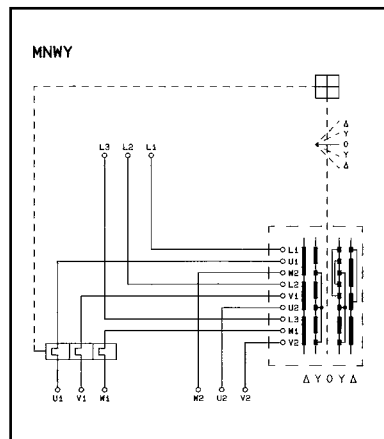 MNWY
Δ
Y
0
Y
Δ
L3 L2 L1
L1
U1
W2
L2
V1
U2
L3
W1
V2
Δ Y 0 Y Δ
U1 V1 W1 W2 U2 V2